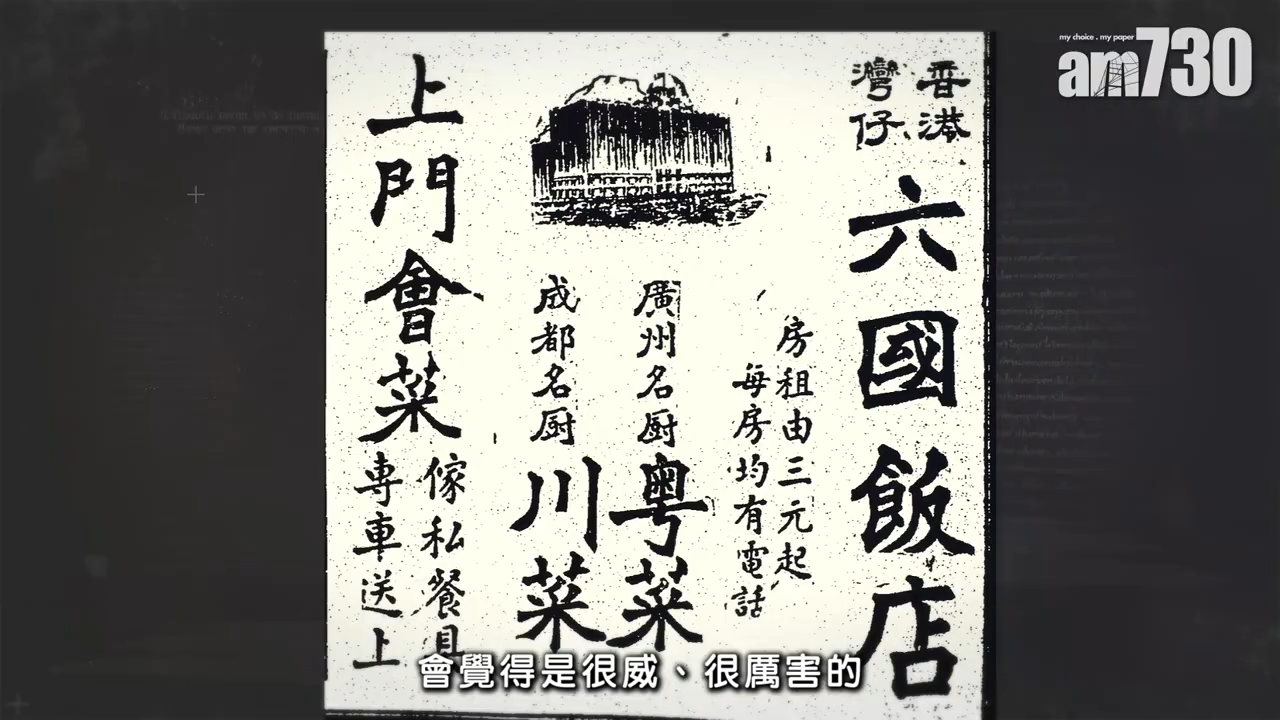 my choice . my paper
am730
香港
灣仔
六國飯店
房租由三元起
每房均有電話
廣州名厨
粵菜
成都名厨
川菜
上門會菜
傢私餐具
專車送上
會覺得是很威、很厲害的